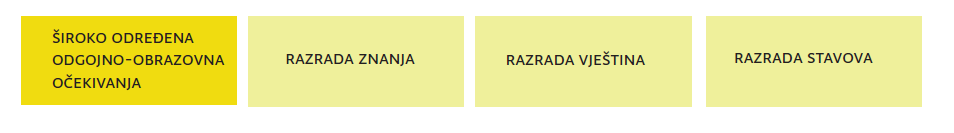 ŠIROKO ODREĐENA
ODGOJNO-OBRAZOVNA
OČEKIVANJA
RAZRADA ZNANJA
RAZRADA VJEŠTINA
RAZRADA STAVOVA